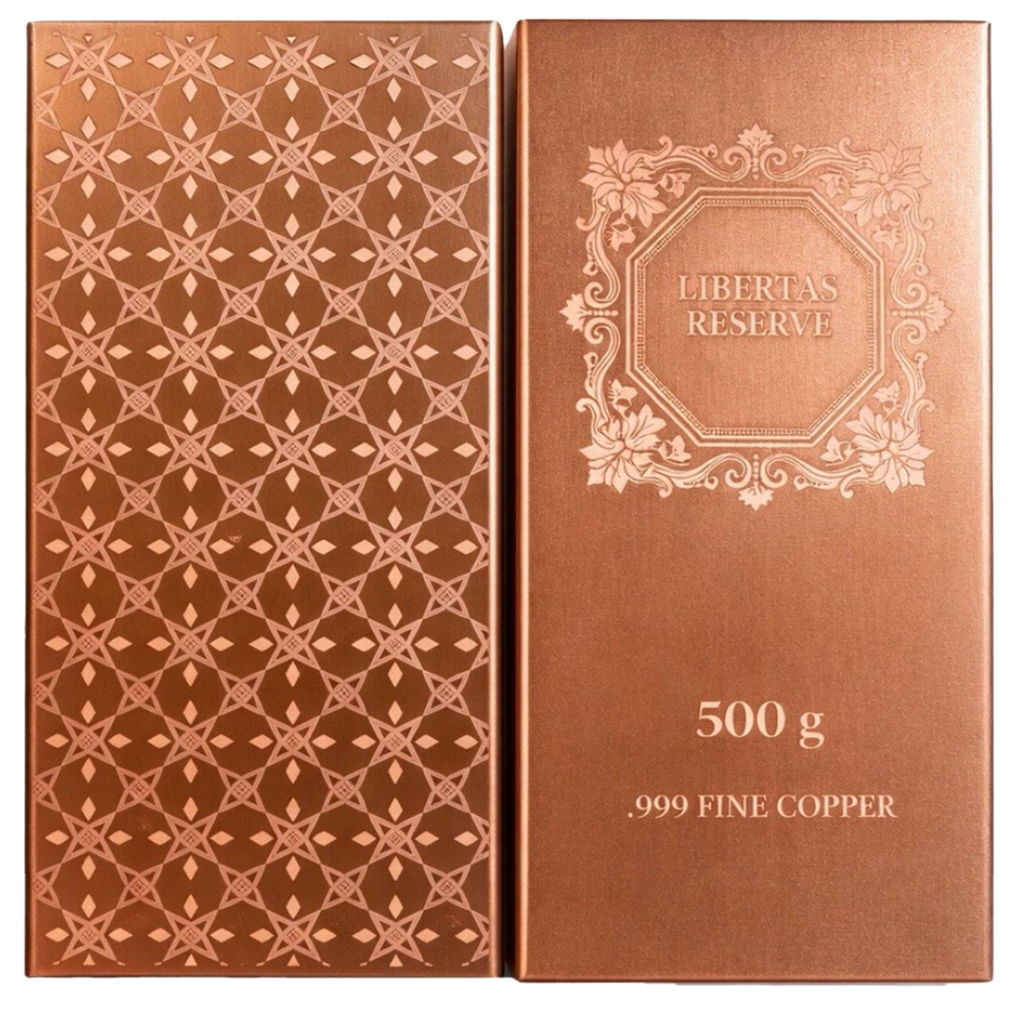 LIBERTAS
RESERVE
500 g
.999 FINE COPPER